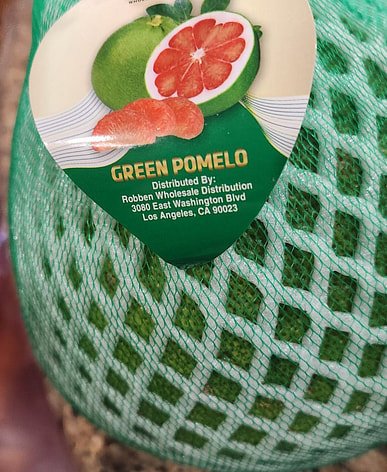 GREEN POMELO
Distributed By:
Robben Wholesale Distribution
3080 East Washington Blvd
Los Angeles, CA 90023